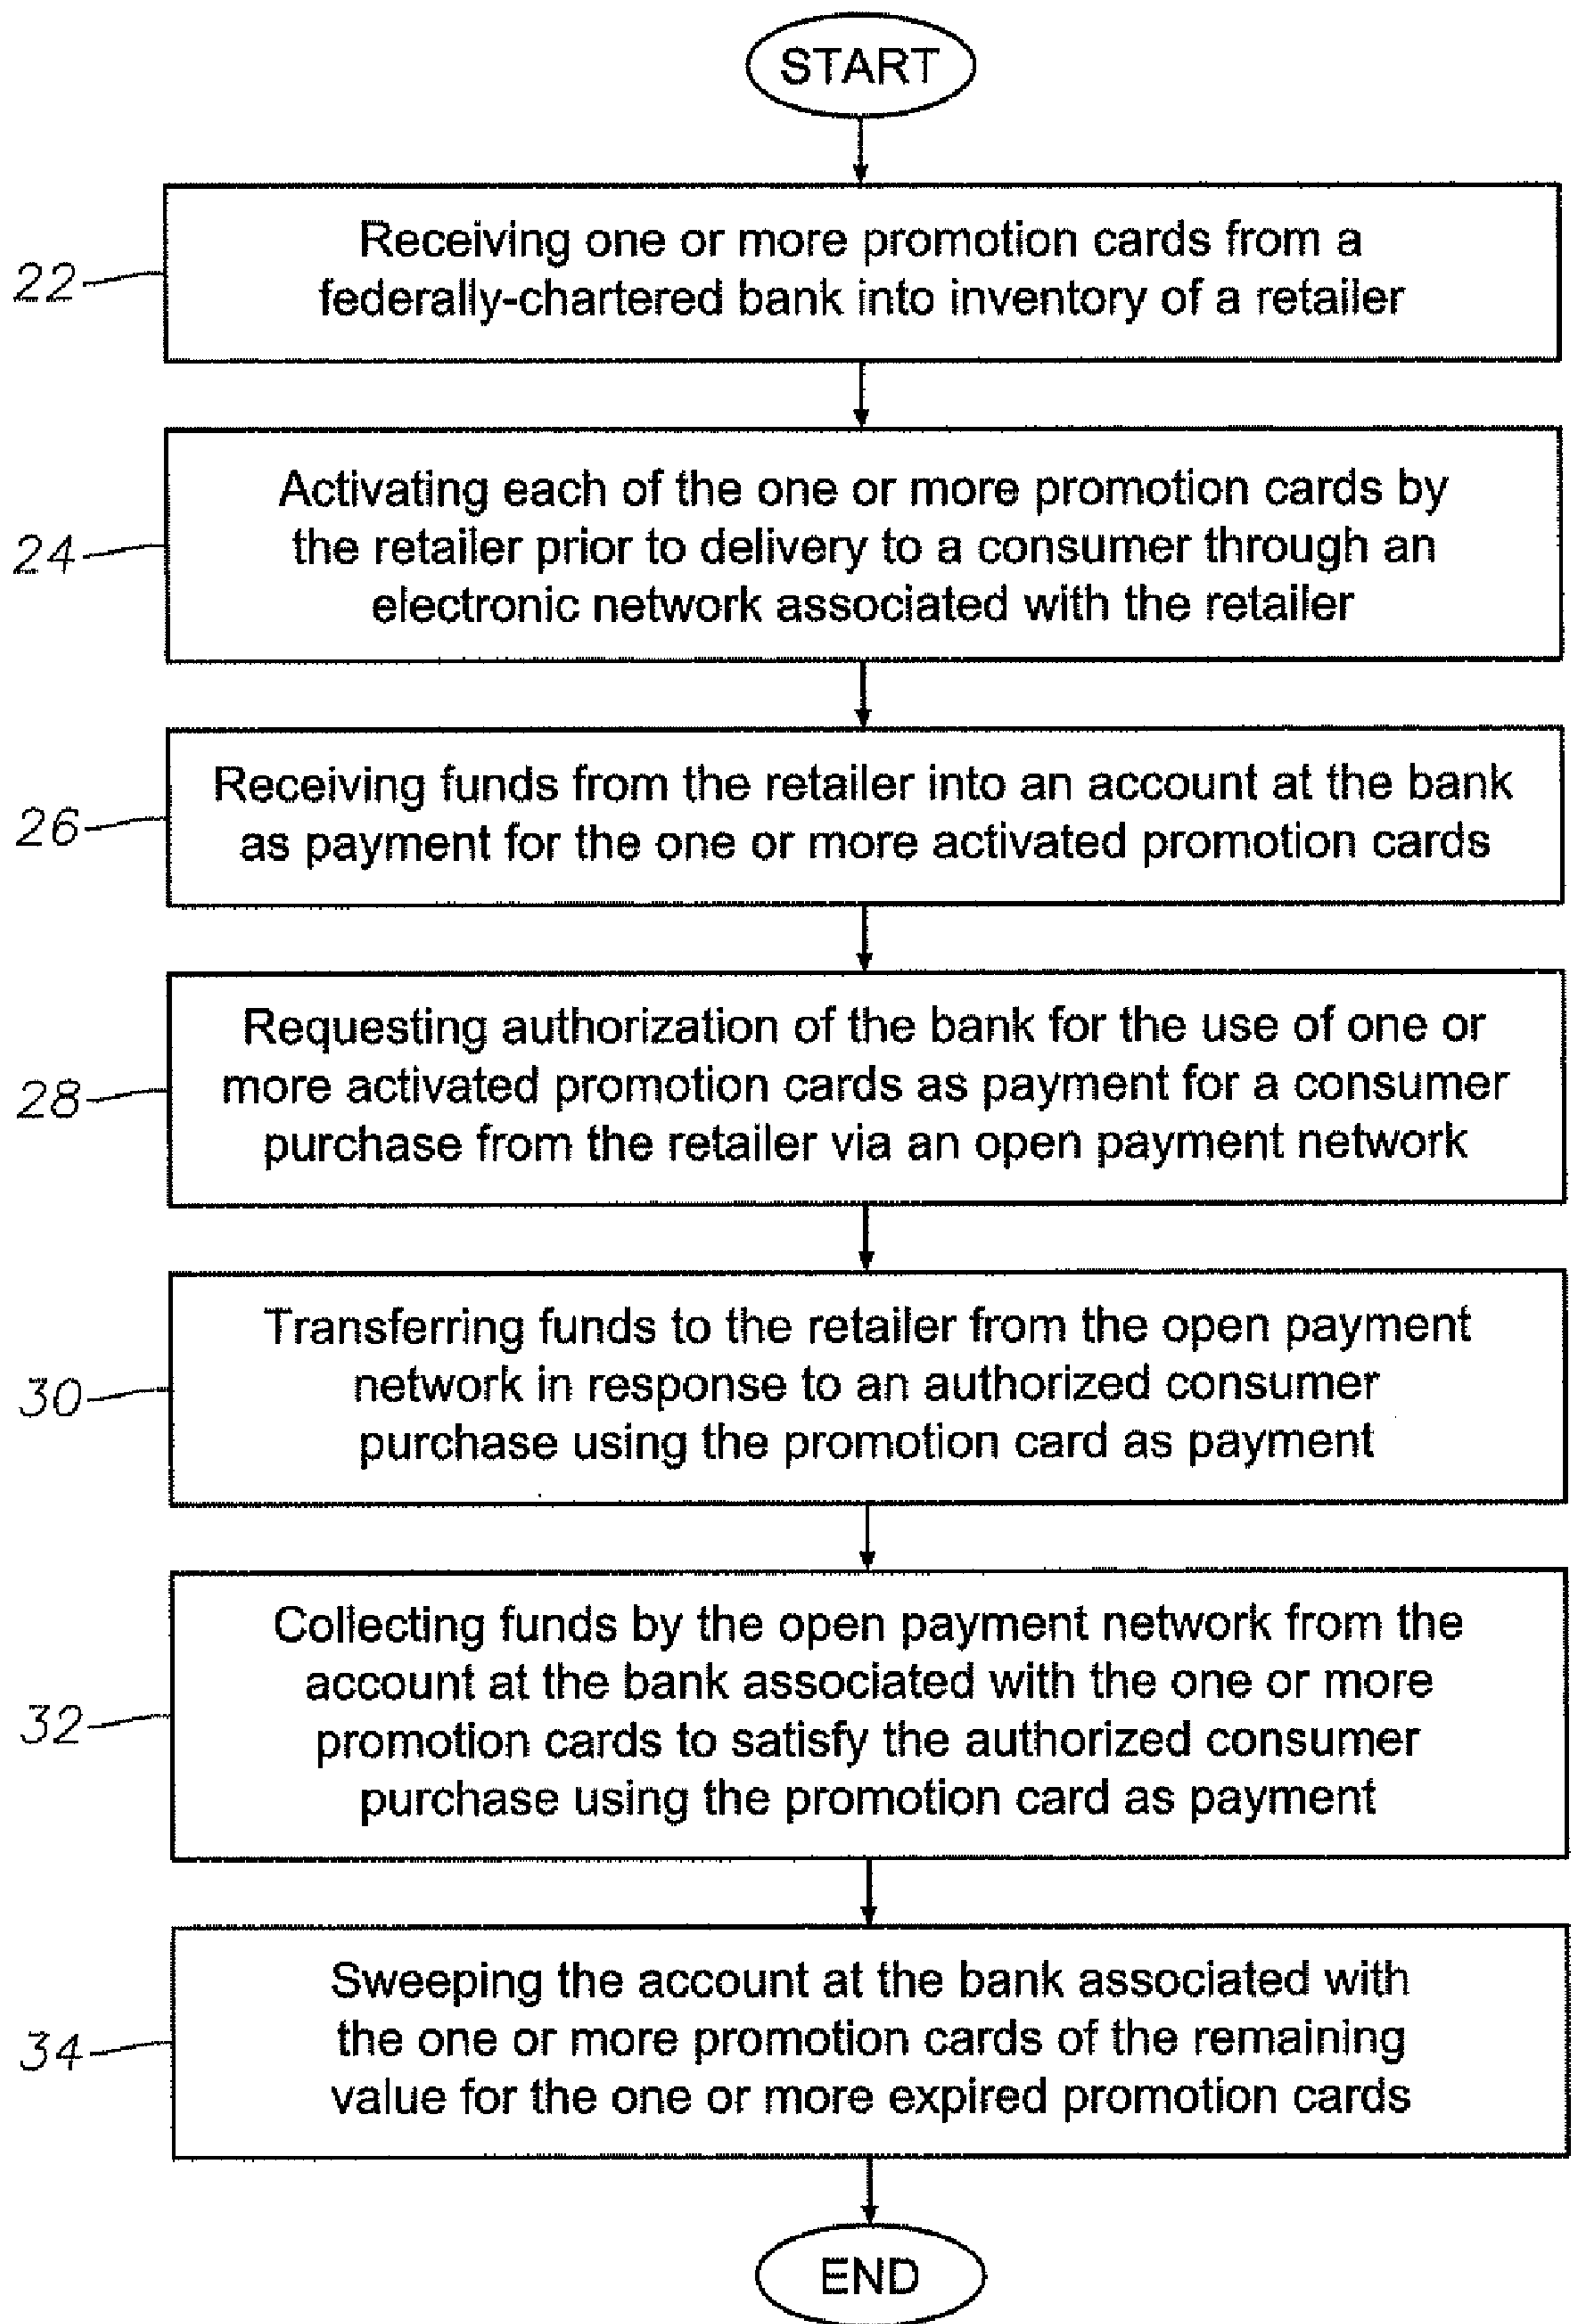 START
22
Receiving one or more promotion cards from a
federally-chartered bank into inventory of a retailer
24
Activating each of the one or more promotion cards by
the retailer prior to delivery to a consumer through an
electronic network associated with the retailer
26
Receiving funds from the retailer into an account at the bank
as payment for the one or more activated promotion cards
28
Requesting authorization of the bank for the use of one or
more activated promotion cards as payment for a consumer
purchase from the retailer via an open payment network
30
Transferring funds to the retailer from the open payment
network in response to an authorized consumer
purchase using the promotion card as payment
32
Collecting funds by the open payment network from the
account at the bank associated with the one or more
promotion cards to satisfy the authorized consumer
purchase using the promotion card as payment
34
Sweeping the account at the bank associated with
the one or more promotion cards of the remaining
value for the one or more expired promotion cards
END